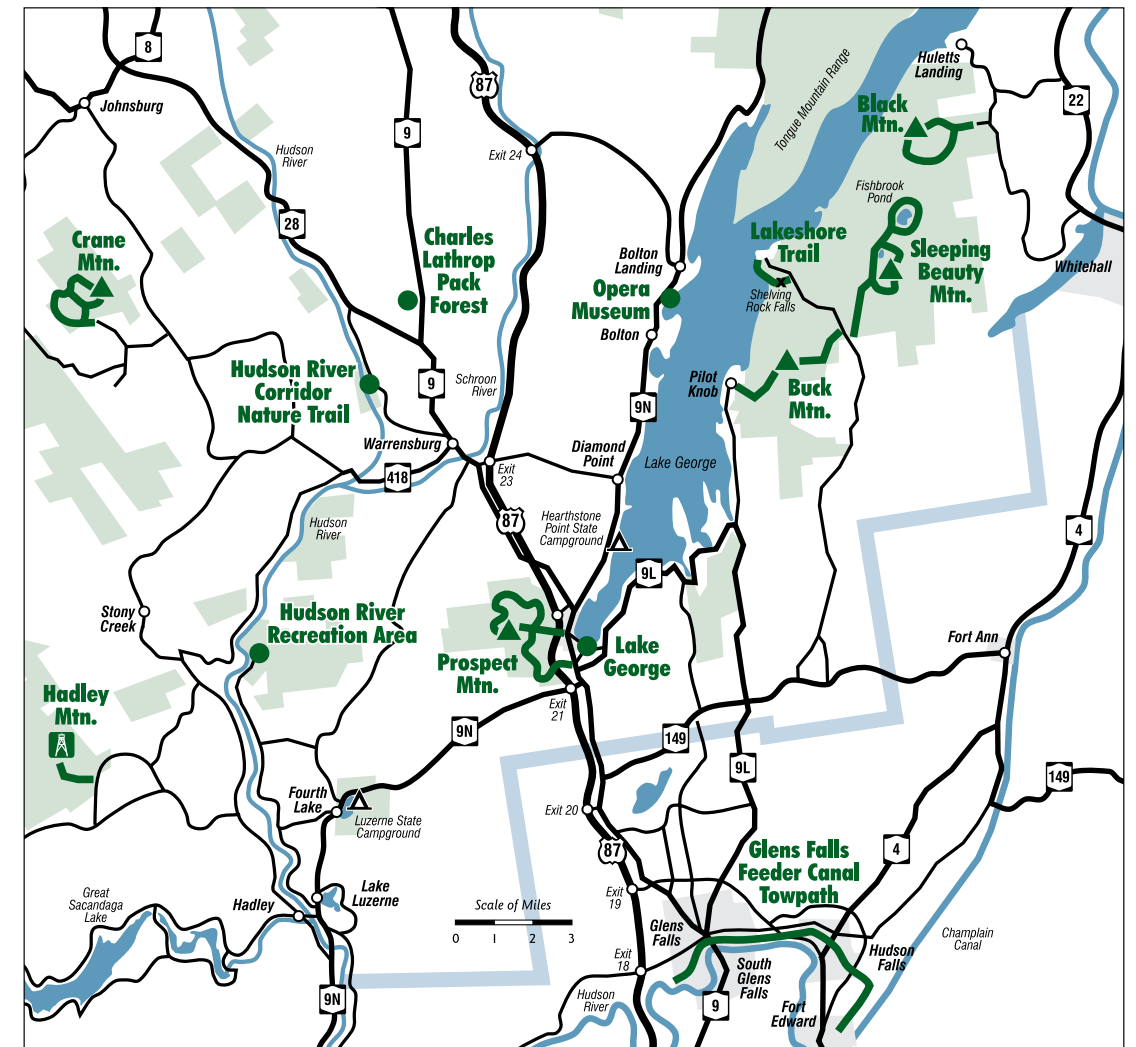 8
Johnsburg
87
Huletts
Landing
22
Black
Mtn.
Tongue Mountain Range
9
Hudson
River
Exit 24
Fishbrook
Pond
28
Crane
Mtn.
Charles
Lathrop
Pack
Forest
Bolton
Landing
Opera
Museum
Bolton
Lakeshore
Trail
Shelving
Rock Falls
Sleeping
Beauty
Mtn.
Whitehall
Hudson River
Corridor
Nature Trail
9
Schroon
River
Pilot
Knob
Buck
Mtn.
9N
Warrensburg
Diamond
Point
Lake George
418
Exit
23
Hudson
River
87
Hearthstone
Point State
Campground
4
9L
Stony
Creek
Hudson River
Recreation Area
Prospect
Mtn.
Lake
George
Fort Ann
Hadley
Mtn.
Exit
21
9N
149
9L
149
Fourth
Lake
Luzerne State
Campground
Exit 20
87
4
Glens Falls
Feeder Canal
Towpath
Great
Sacandaga
Lake
Hadley
Lake
Luzerne
Scale of Miles
0 1 2 3
Exit
19
Glens
Falls
Exit
18
South
Glens
Falls
Hudson
Falls
Champlain
Canal
9N
Hudson
River
9
Fort
Edward